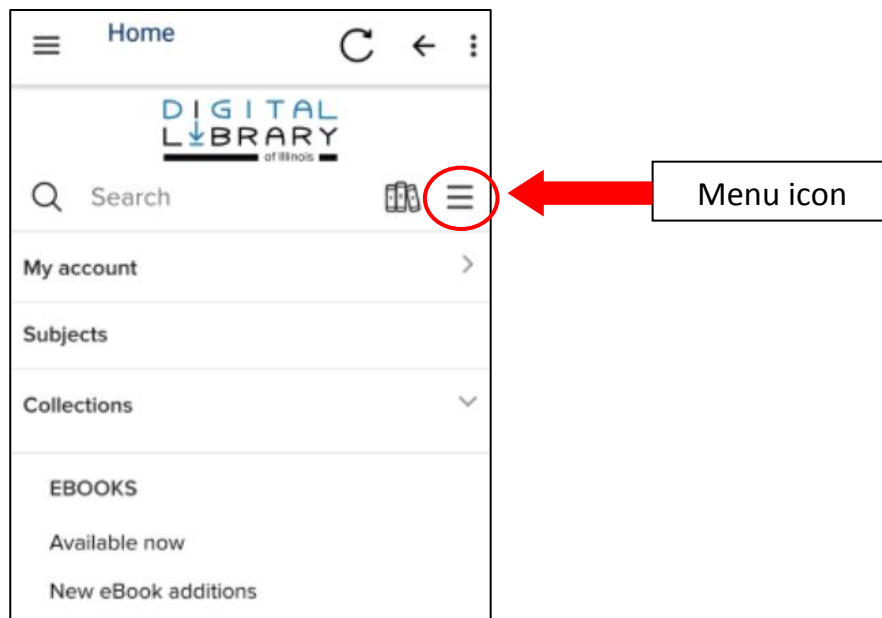 Home
DIGITAL
LIBRARY
of Illinois
Search
Menu icon
My account
Subjects
Collections
EBOOKS
Available now
New eBook additions